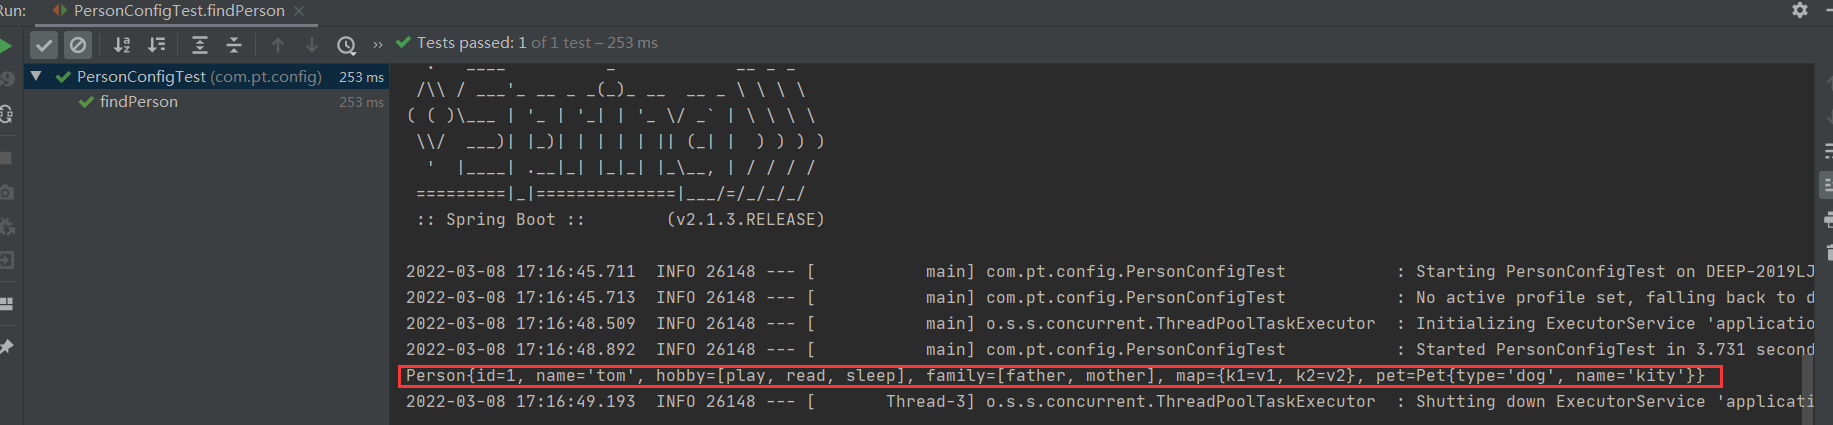 Run: PersonConfigTest.findPerson
Tests passed: 1 of 1 test – 253 ms
PersonConfigTest (com.pt.config) 253 ms
findPerson 253 ms
  .   ____          _            __ _ _
 /\\ / ___'_ __ _ _(_)_ __  __ _ \ \ \ \
( ( )\___ | '_ | '_| | '_ \/ _` | \ \ \ \
 \\/  ___)| |_)| | | | | || (_| |  ) ) ) )
  '  |____| .__|_| |_|_| |_\__, | / / / /
 =========|_|==============|___/=/_/_/_/
 :: Spring Boot ::        (v2.1.3.RELEASE)
2022-03-08 17:16:45.711  INFO 26148 --- [           main] com.pt.config.PersonConfigTest           : Starting PersonConfigTest on DEEP-2019LJ
2022-03-08 17:16:45.713  INFO 26148 --- [           main] com.pt.config.PersonConfigTest           : No active profile set, falling back to d
2022-03-08 17:16:48.509  INFO 26148 --- [           main] o.s.s.concurrent.ThreadPoolTaskExecutor  : Initializing ExecutorService 'applicatio
2022-03-08 17:16:48.892  INFO 26148 --- [           main] com.pt.config.PersonConfigTest           : Started PersonConfigTest in 3.731 second
Person{id=1, name='tom', hobby=[play, read, sleep], family=[father, mother], map={k1=v1, k2=v2}, pet=Pet{type='dog', name='kity'}}
2022-03-08 17:16:49.193  INFO 26148 --- [       Thread-3] o.s.s.concurrent.ThreadPoolTaskExecutor  : Shutting down ExecutorService 'applicati